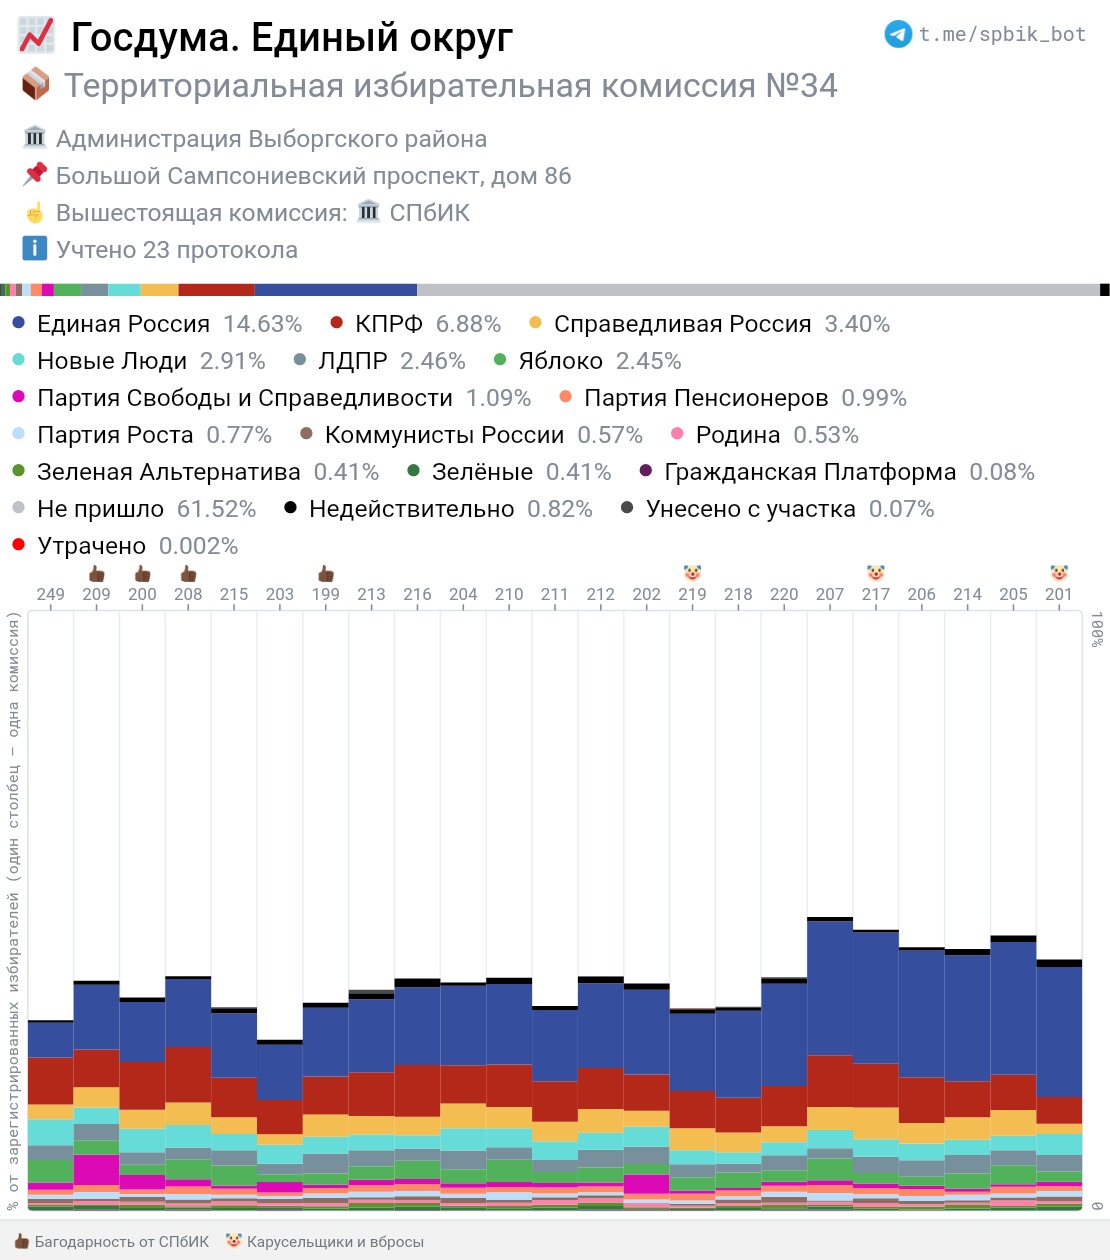 Госдума. Единый округ
t.me/spbik_bot
Территориальная избирательная комиссия №34
Администрация Выборгского района
Большой Сампсониевский проспект, дом 86
Вышестоящая комиссия: СПбИК
Учтено 23 протокола
Единая Россия 14.63% КПРФ 6.88% Справедливая Россия 3.40%
Новые Люди 2.91% ЛДПР 2.46% Яблоко 2.45%
Партия Свободы и Справедливости 1.09% Партия Пенсионеров 0.99%
Партия Роста 0.77% Коммунисты России 0.57% Родина 0.53%
Зеленая Альтернатива 0.41% Зелёные 0.41% Гражданская Платформа 0.08%
Не пришло 61.52% Недействительно 0.82% Унесено с участка 0.07%
Утрачено 0.002%
249 209 200 208 215 203 199 213 216 204 210 211 212 202 219 218 220 207 217 206 214 205 201
% от зарегистрированных избирателей (один столбец – одна комиссия)
100%
0
Багодарность от СПбИК Карусельщики и вбросы